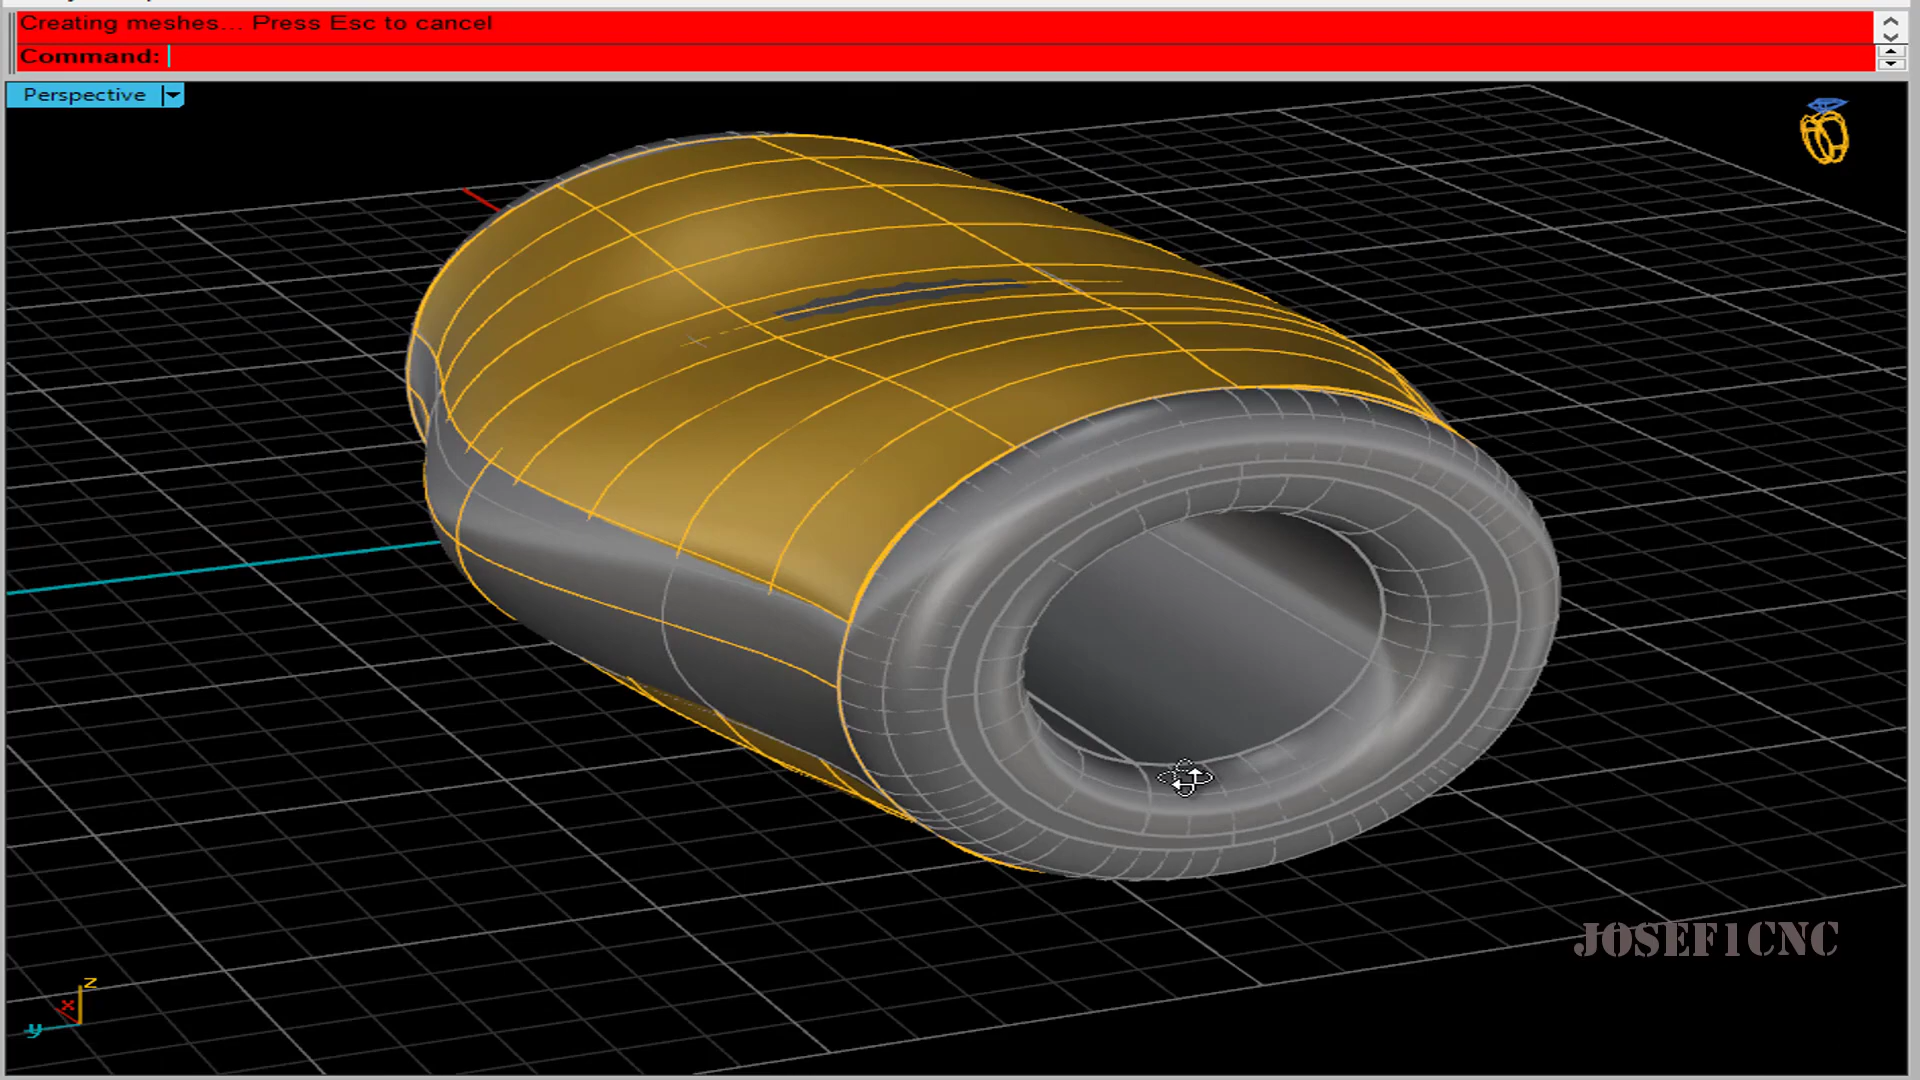 Creating meshes... Press Esc to cancel
Command:
Perspective
JOSEF1CNC
z
x
y